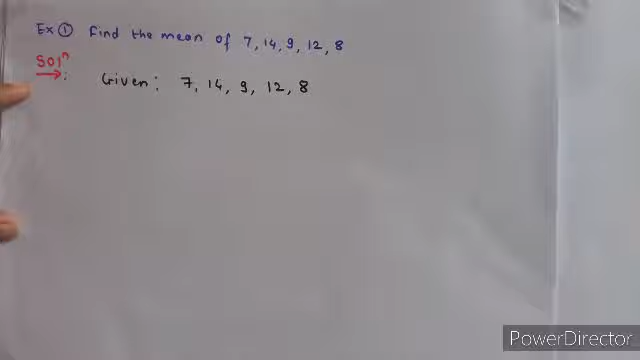 Ex ① Find the mean of 7, 14, 9, 12, 8
Solⁿ:
Given: 7, 14, 9, 12, 8
PowerDirector